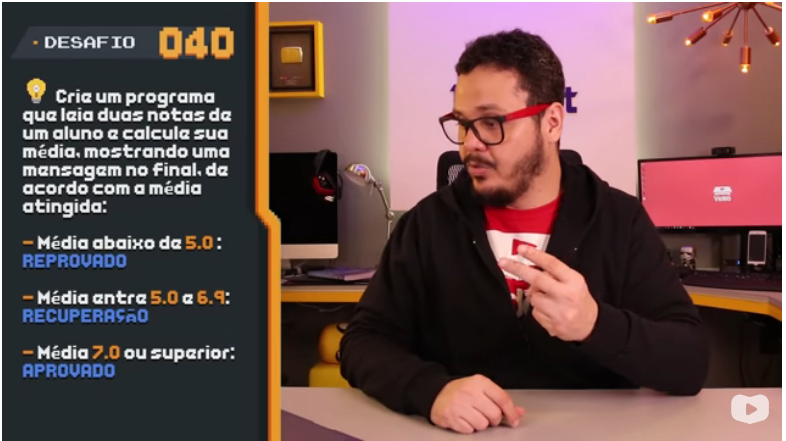 - DESAFIO 040
Crie um programa
que leia duas notas de
um aluno e calcule sua
média, mostrando uma
mensagem no final, de
acordo com a média
atingida:
- Média abaixo de 5.0 :
REPROVADO
- Média entre 5.0 e 6.9:
RECUPERAÇÃO
- Média 7.0 ou superior:
APROVADO